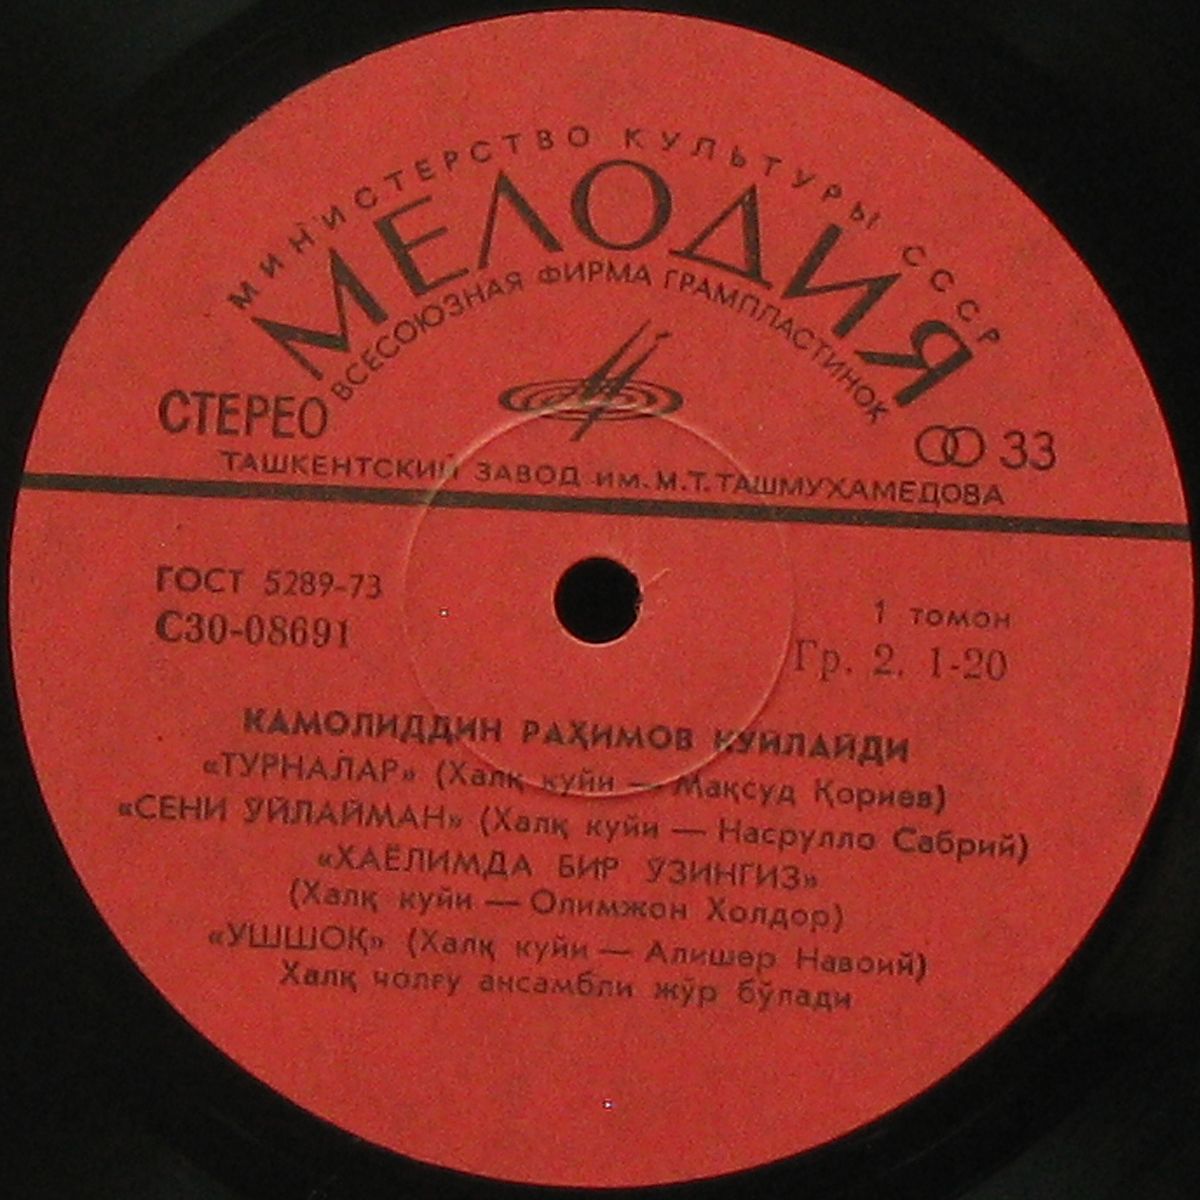 МИНИСТЕРСТВО КУЛЬТУРЫ СССР
МЕЛОДИЯ
ВСЕСОЮЗНАЯ ФИРМА ГРАМПЛАСТИНОК
СТЕРЕО
33
ТАШКЕНТСКИЙ ЗАВОД им. М.Т. ТАШМУХАМЕДОВА
ГОСТ 5289-73
С30-08691
1 томон
Гр. 2. 1-20
КАМОЛИДДИН РАҲИМОВ КУЙЛАЙДИ
«ТУРНАЛАР» (Халқ куйи — Мақсуд Қориев)
«СЕНИ ЎЙЛАЙМАН» (Халқ куйи — Насрулло Сабрий)
«ХАЁЛИМДА БИР ЎЗИНГИЗ»
(Халқ куйи — Олимжон Холдор)
«УШШОҚ» (Халқ куйи — Алишер Навоий)
Халқ чолғу ансамбли жўр бўлади